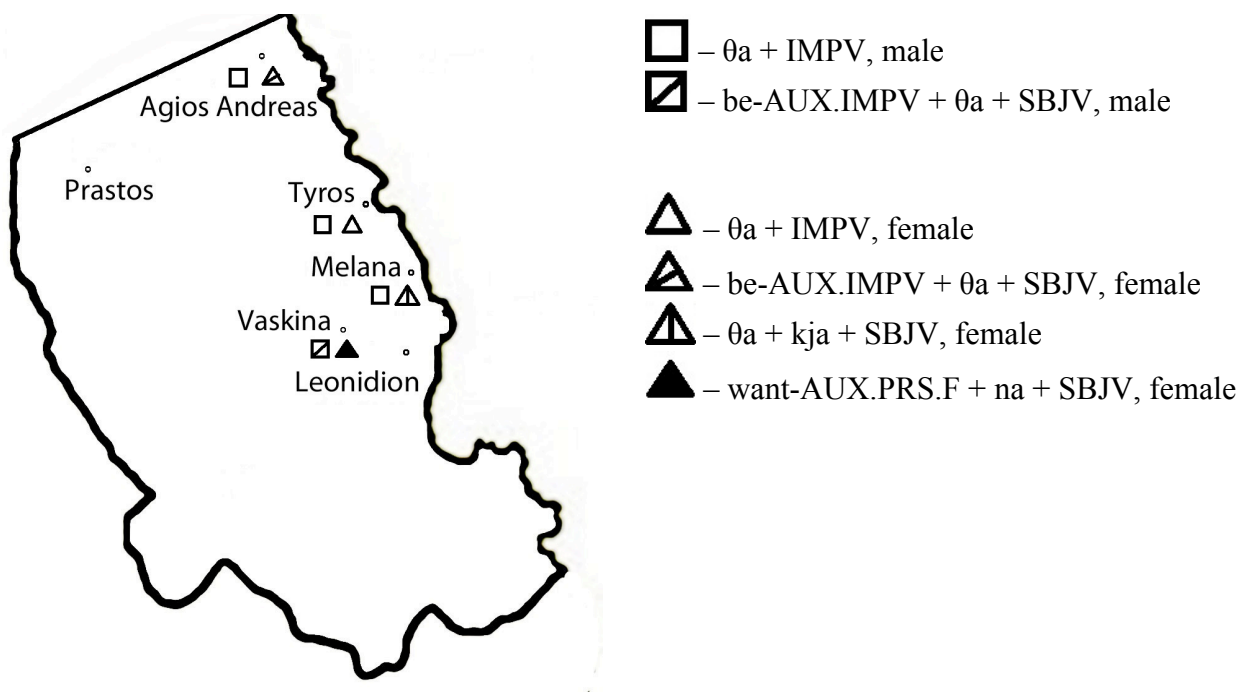 Agios Andreas
Prastos
Tyros
Melana
Vaskina
Leonidion
– θa + IMPV, male
– be-AUX.IMPV + θa + SBJV, male
– θa + IMPV, female
– be-AUX.IMPV + θa + SBJV, female
– θa + kja + SBJV, female
– want-AUX.PRS.F + na + SBJV, female